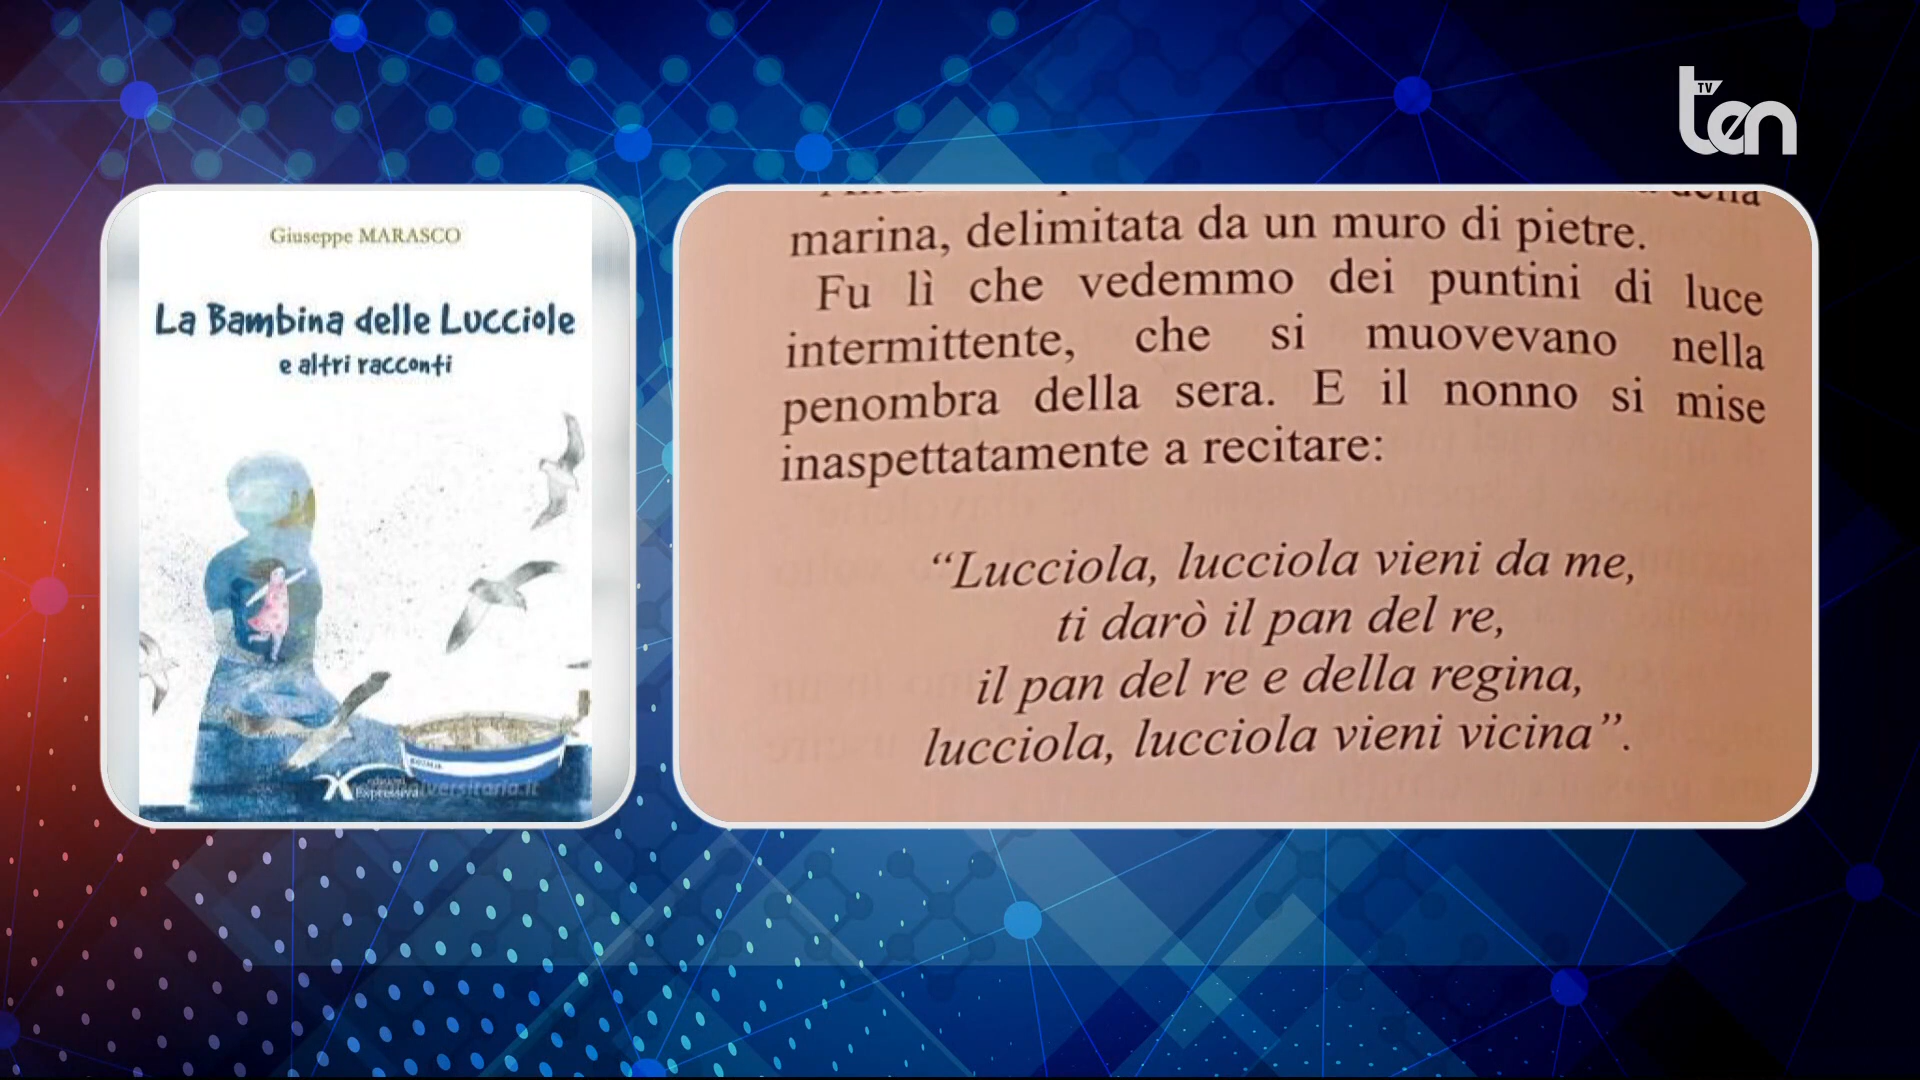 TV
ten
Giuseppe MARASCO
La Bambina delle Lucciole
e altri racconti
edizioni
Expressiva
della
marina, delimitata da un muro di pietre.
Fu lì che vedemmo dei puntini di luce
intermittente, che si muovevano nella
penombra della sera. E il nonno si mise
inaspettatamente a recitare:
“Lucciola, lucciola vieni da me,
ti darò il pan del re,
il pan del re e della regina,
lucciola, lucciola vieni vicina”.